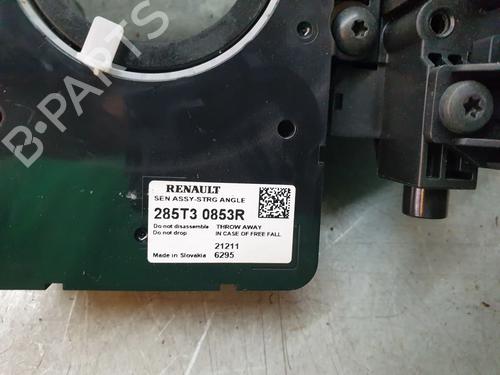 B-PARTS
RENAULT
SEN ASSY-STRG ANGLE
285T3 0853R
Do not disassemble THROW AWAY
Do not drop IN CASE OF FREE FALL
21211
Made in Slovakia 6295